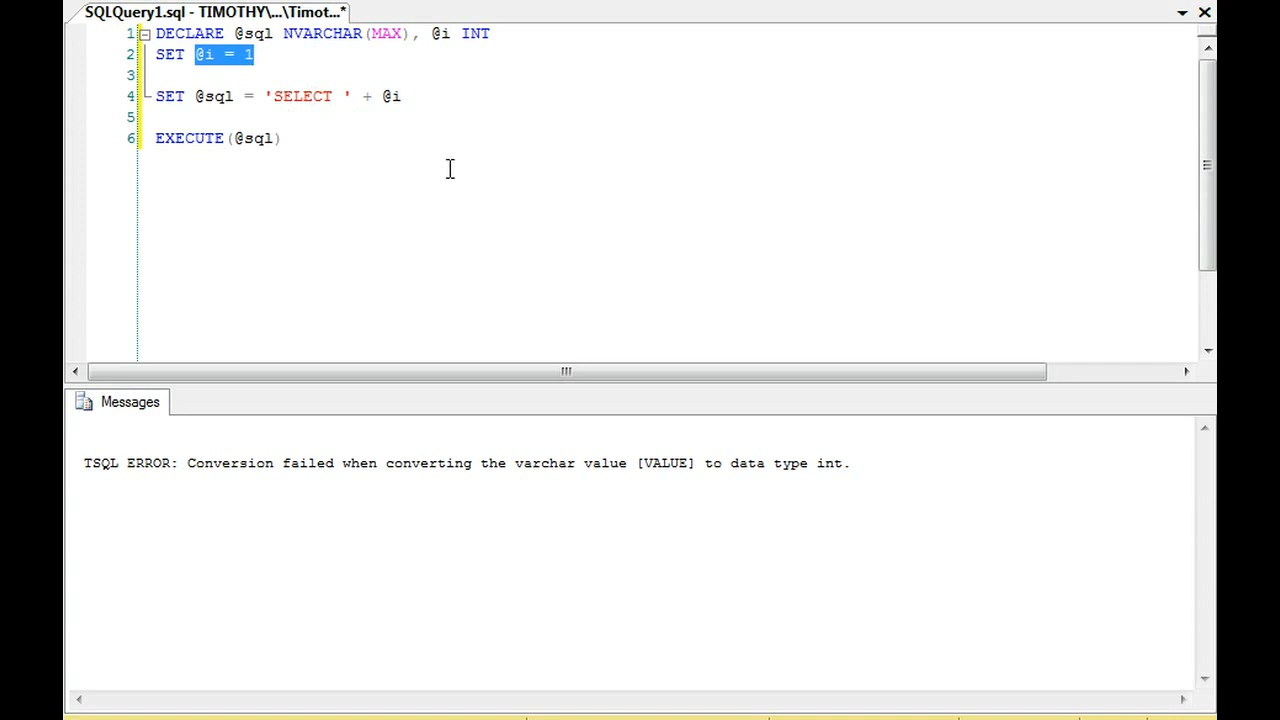 SQLQuery1.sql - TIMOTHY\...\Timot...*
1 DECLARE @sql NVARCHAR(MAX), @i INT
2 SET @i = 1
3
4 SET @sql = 'SELECT ' + @i
5
6 EXECUTE(@sql)
Messages
TSQL ERROR: Conversion failed when converting the varchar value [VALUE] to data type int.